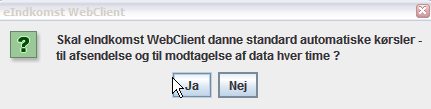 eIndkomst WebClient
Skal eIndkomst WebClient danne standard automatiske kørsler -
til afsendelse og til modtagelse af data hver time ?
Ja
Nej